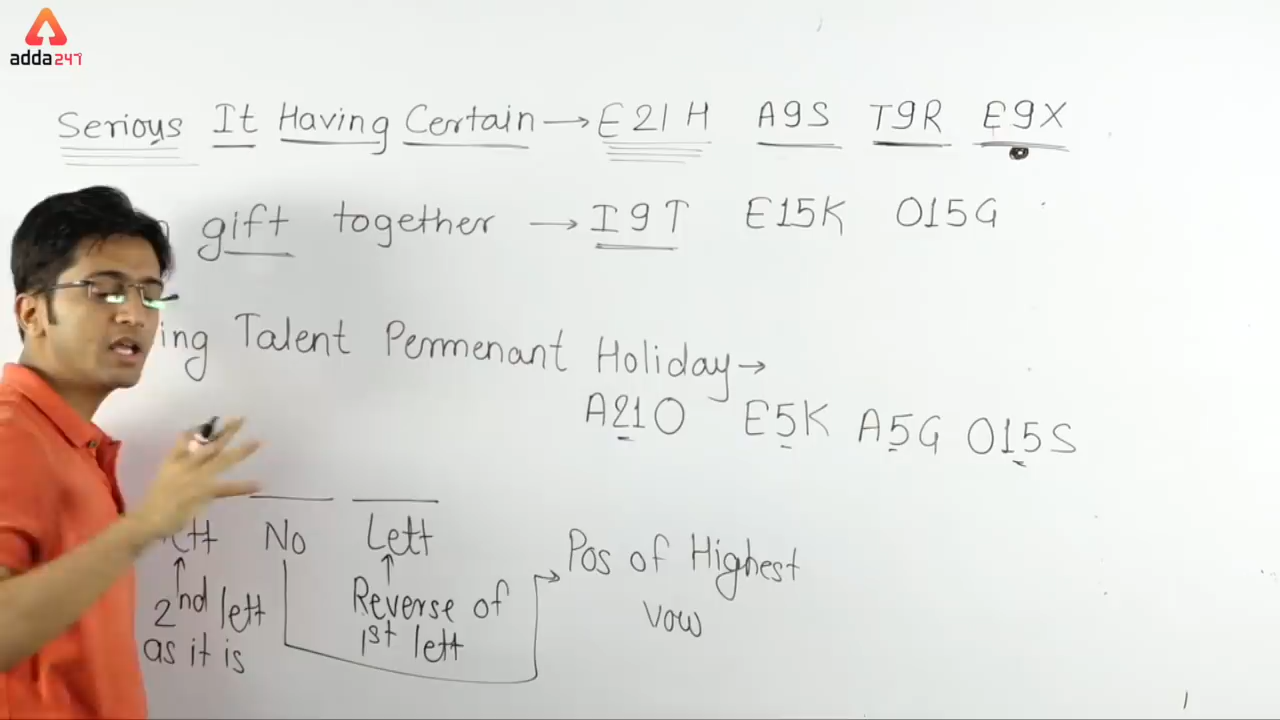 adda247
Serious It Having Certain → E21H A9S T9R E9X
gift together → I9T E15K O15G
ing Talent Permenant Holiday →
A21O E5K A5G O15S
No Lett
Pos of Highest
vow
2nd lett
as it is
Reverse of
1st lett